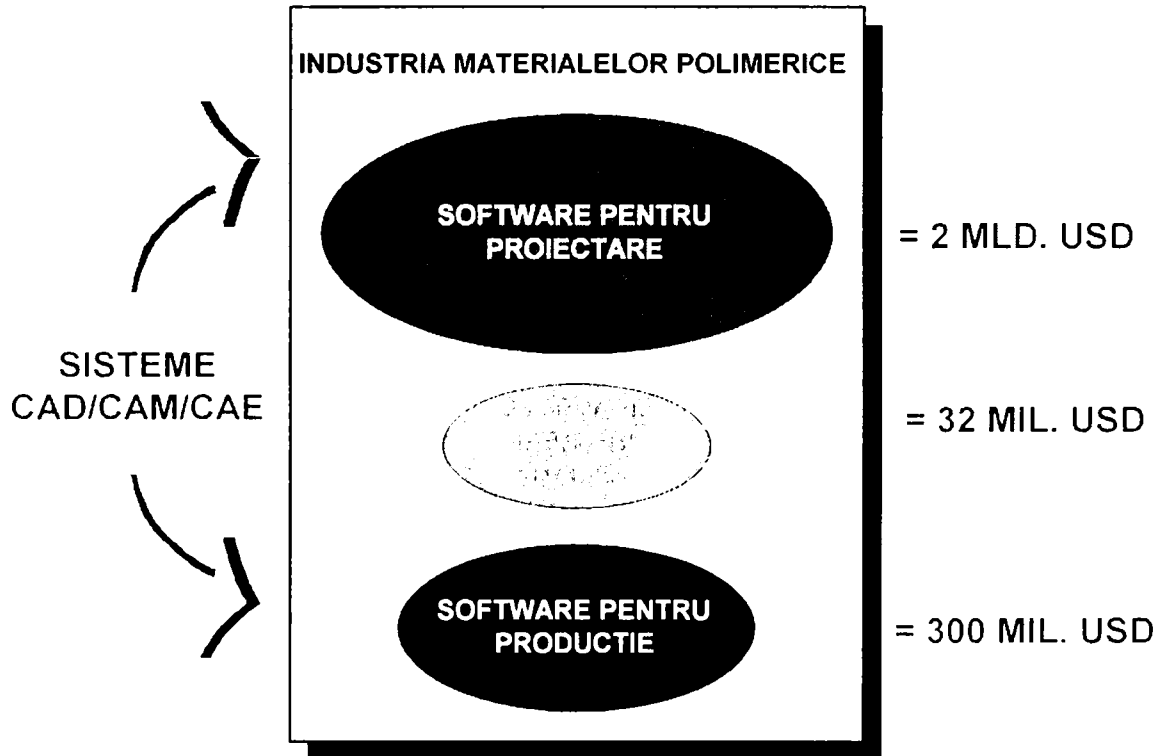 INDUSTRIA MATERIALELOR POLIMERICE
SOFTWARE PENTRU
PROIECTARE
= 2 MLD. USD
SISTEME
CAD/CAM/CAE
= 32 MIL. USD
SOFTWARE PENTRU
PRODUCTIE
= 300 MIL. USD